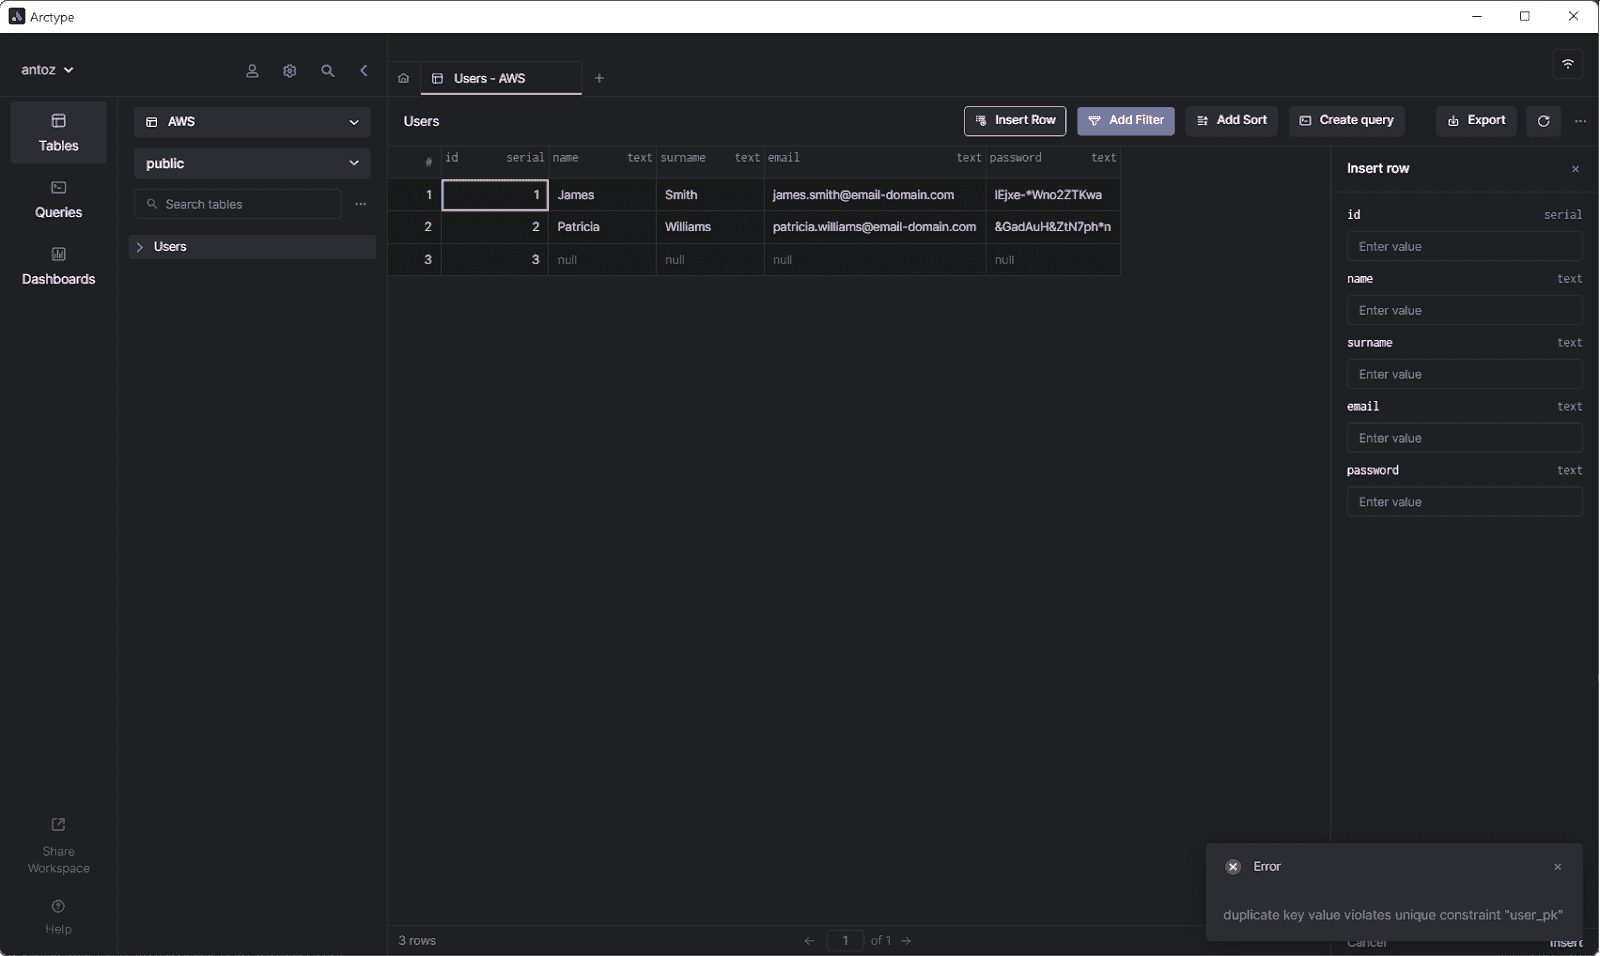 Arctype
antoz
Users - AWS
Tables
Queries
Dashboards
Share
Workspace
Help
AWS
public
Search tables
Users
Users
Insert Row
Add Filter
Add Sort
Create query
Export
# id serial name text surname text email text password text
1 1 James Smith james.smith@email-domain.com lEjxe-*Wno2ZTKwa
2 2 Patricia Williams patricia.williams@email-domain.com &GadAuH&ZtN7ph*n
3 3 null null null null
3 rows
1 of 1
Insert row
id serial
Enter value
name text
Enter value
surname text
Enter value
email text
Enter value
password text
Enter value
Error
duplicate key value violates unique constraint "user_pk"
Cancel Insert